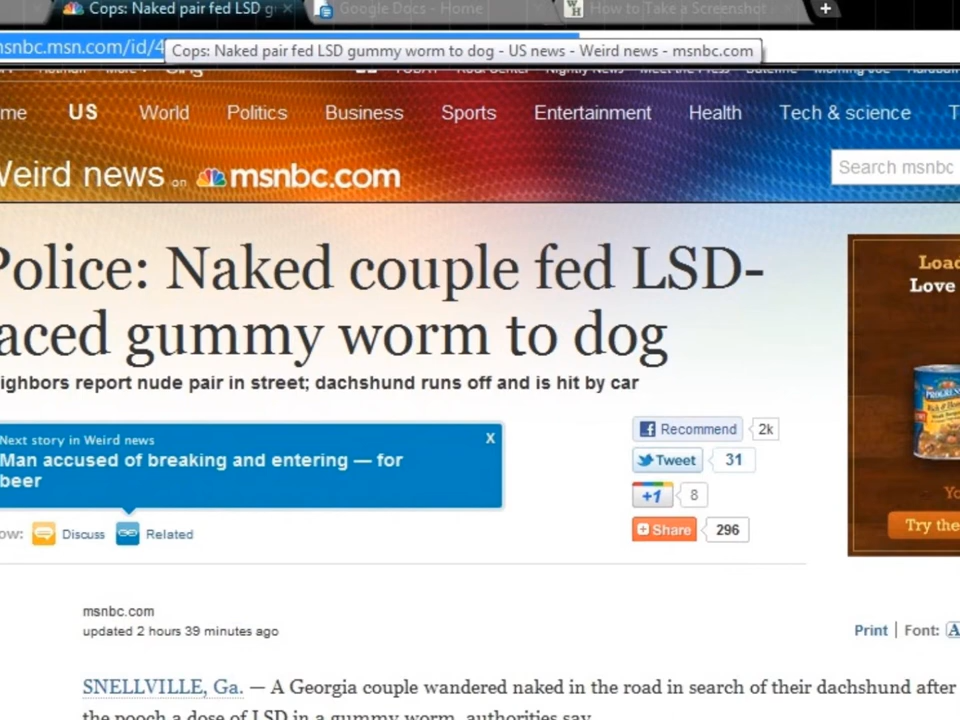 Cops: Naked pair fed LSD g
Google Docs - Home
How to Take a Screenshot
nsnbc.msn.com/id/4
Cops: Naked pair fed LSD gummy worm to dog - US news - Weird news - msnbc.com
me US World Politics Business Sports Entertainment Health Tech & science T
Weird news on msnbc.com
Search msnbc
Police: Naked couple fed LSD-
aced gummy worm to dog
ighbors report nude pair in street; dachshund runs off and is hit by car
Load
Love
PROGRESSO
Yo
Try the
Next story in Weird news X
Man accused of breaking and entering — for
beer
Recommend 2k
Tweet 31
+1 8
Share 296
ow: Discuss Related
msnbc.com
updated 2 hours 39 minutes ago
Print | Font: A
SNELLVILLE, Ga. — A Georgia couple wandered naked in the road in search of their dachshund after
the pooch a dose of LSD in a gummy worm, authorities say.